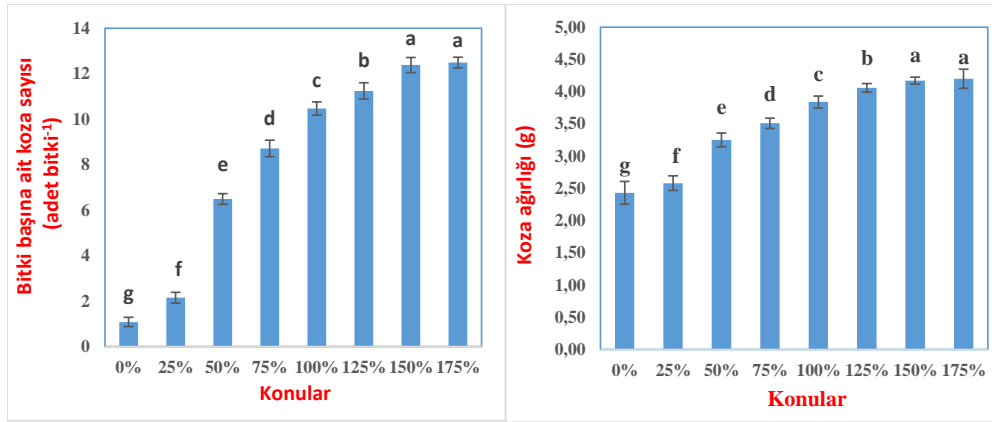 Bitki başına ait koza sayısı
(adet bitki-1)
14
12
10
8
6
4
2
0
g
f
e
d
c
b
a
a
0% 25% 50% 75% 100% 125% 150% 175%
Konular
Koza ağırlığı (g)
5,00
4,50
4,00
3,50
3,00
2,50
2,00
1,50
1,00
0,50
0,00
g
f
e
d
c
b
a
a
0% 25% 50% 75% 100% 125% 150% 175%
Konular